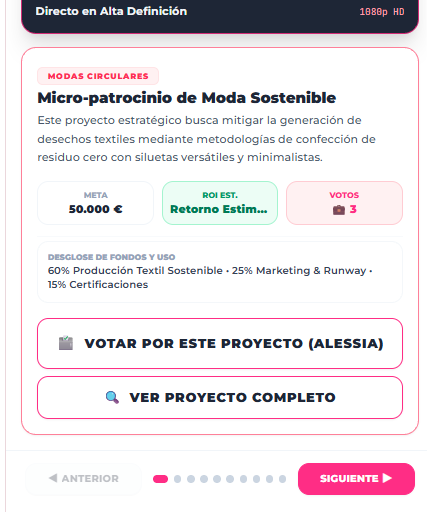 Directo en Alta Definición
1080p HD
MODAS CIRCULARES
Micro-patrocinio de Moda Sostenible
Este proyecto estratégico busca mitigar la generación de
desechos textiles mediante metodologías de confección de
residuo cero con siluetas versátiles y minimalistas.
META
50.000 €
ROI EST.
Retorno Estim...
VOTOS
3
DESGLOSE DE FONDOS Y USO
60% Producción Textil Sostenible • 25% Marketing & Runway •
15% Certificaciones
VOTAR POR ESTE PROYECTO (ALESSIA)
VER PROYECTO COMPLETO
◀ ANTERIOR
SIGUIENTE ▶